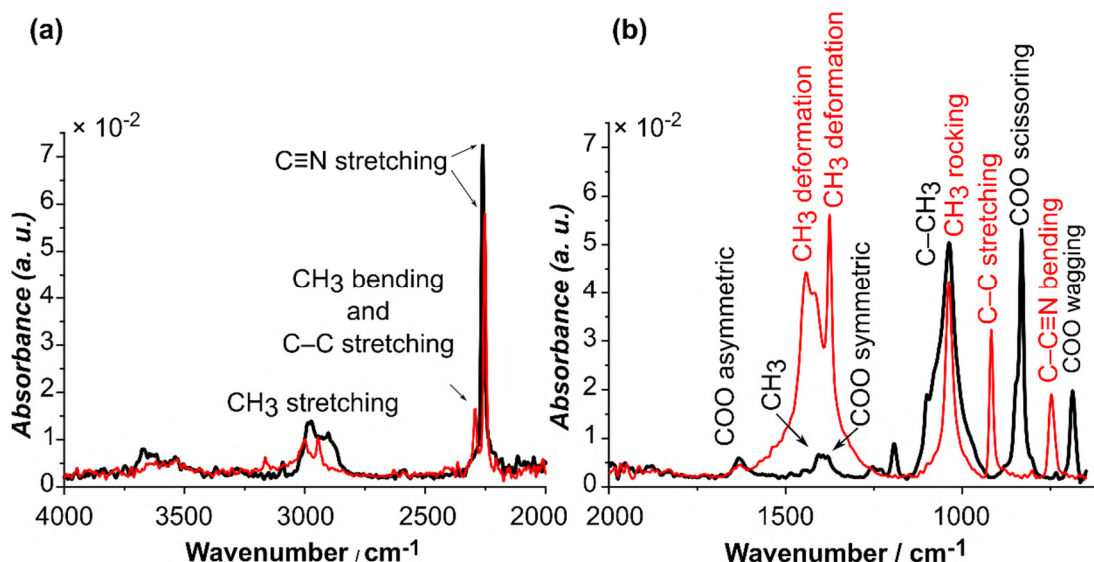 (a)
× 10⁻²
7
6
5
4
3
2
1
0
Absorbance (a. u.)
C≡N stretching
CH3 bending
and
C–C stretching
CH3 stretching
4000
3500
3000
2500
2000
Wavenumber / cm-1
(b)
× 10⁻²
7
6
5
4
3
2
1
0
Absorbance (a. u.)
COO asymmetric
CH3 deformation
CH3
CH3 deformation
COO symmetric
C–CH3
CH3 rocking
C–C stretching
COO scissoring
C–C≡N bending
COO wagging
2000
1500
1000
Wavenumber / cm-1